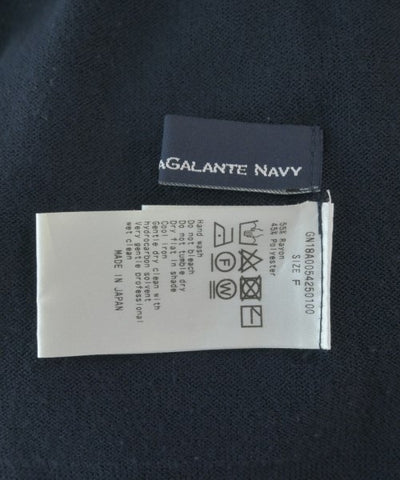 aGALANTE NAVY
GN18A0054250100
SIZE F
55% Rayon
45% Polyester
Hand wash
Do not bleach
Do not tumble dry
Dry flat in shade
Cool iron
Gentle dry clean with
hydrocarbon solvent
Very gentle professional
wet clean
MADE IN JAPAN
F
W